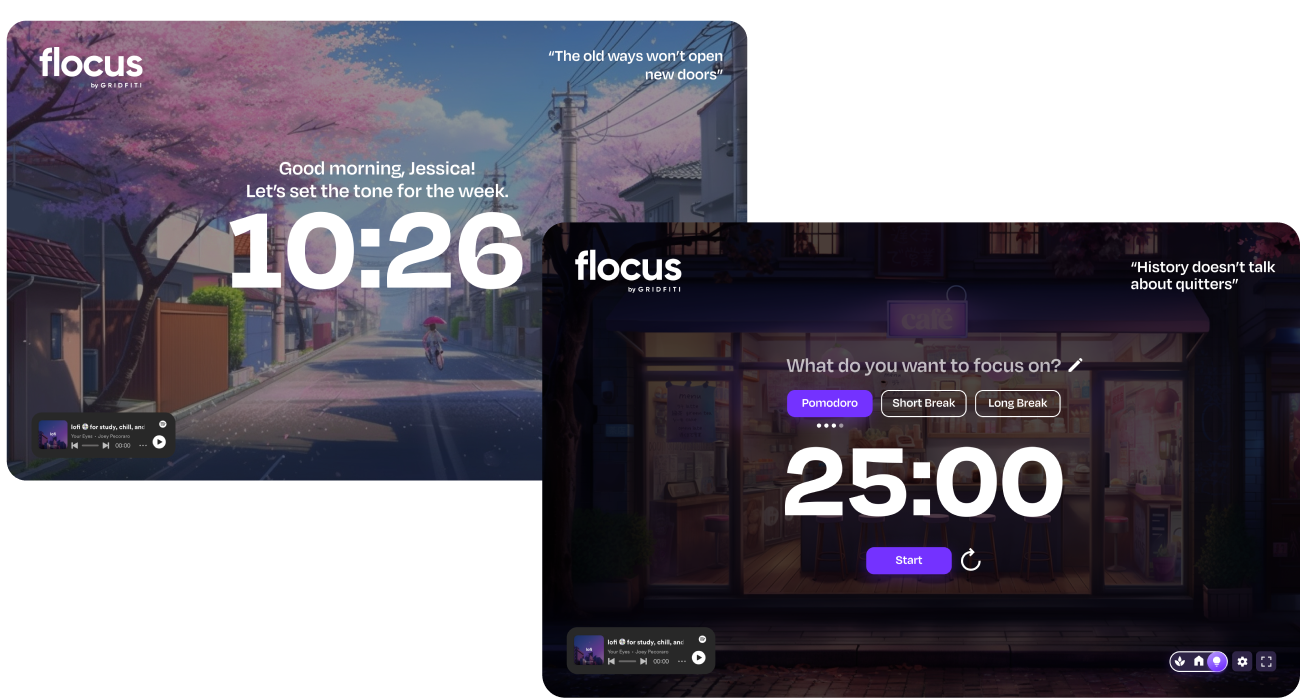 flocus
by GRIDFITI
“The old ways won’t open
new doors”
Good morning, Jessica!
Let’s set the tone for the week.
10:26
lofi for study, chill, and
Your Eyes • Joey Pecoraro
00:00
flocus
by GRIDFITI
“History doesn’t talk
about quitters”
café
What do you want to focus on?
Pomodoro Short Break Long Break
25:00
Start
lofi for study, chill, and
Your Eyes • Joey Pecoraro
00:00